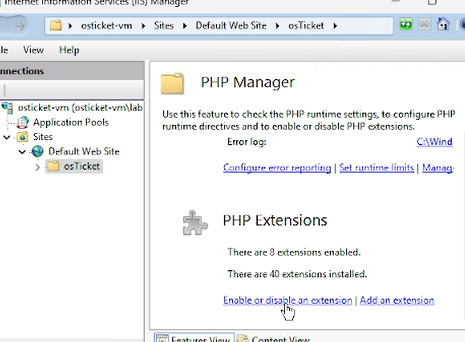 Internet Information Services (IIS) Manager
osticket-vm ▸ Sites ▸ Default Web Site ▸ osTicket ▸
View Help
osticket-vm (osticket-vm\lab
Application Pools
Sites
Default Web Site
osTicket
PHP Manager
Use this feature to check the PHP runtime settings, to configure PHP
runtime directives and to enable or disable PHP extensions.
Error log: C:\Wind
Configure error reporting | Set runtime limits | Manag
PHP Extensions
There are 8 extensions enabled.
There are 40 extensions installed.
Enable or disable an extension | Add an extension
Features View Content View